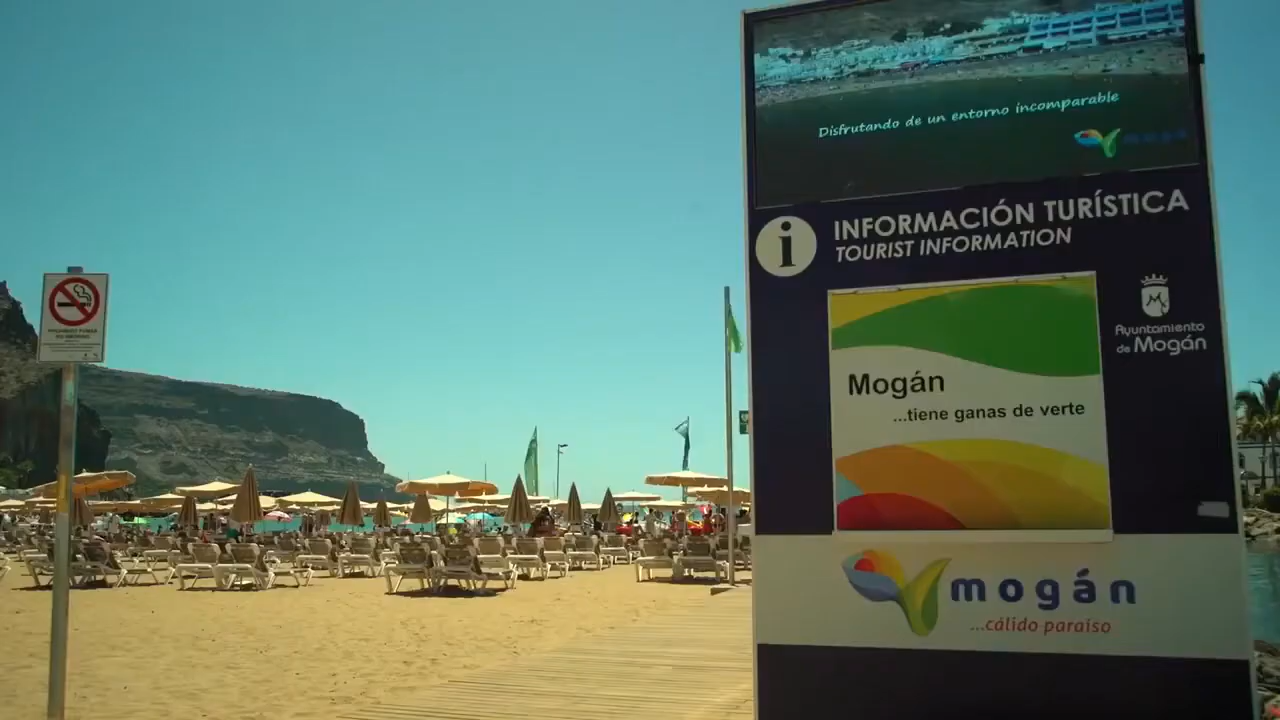 Disfrutando de un entorno incomparable
i
INFORMACIÓN TURÍSTICA
TOURIST INFORMATION
Ayuntamiento
de Mogán
Mogán
...tiene ganas de verte
mogán
...cálido paraiso